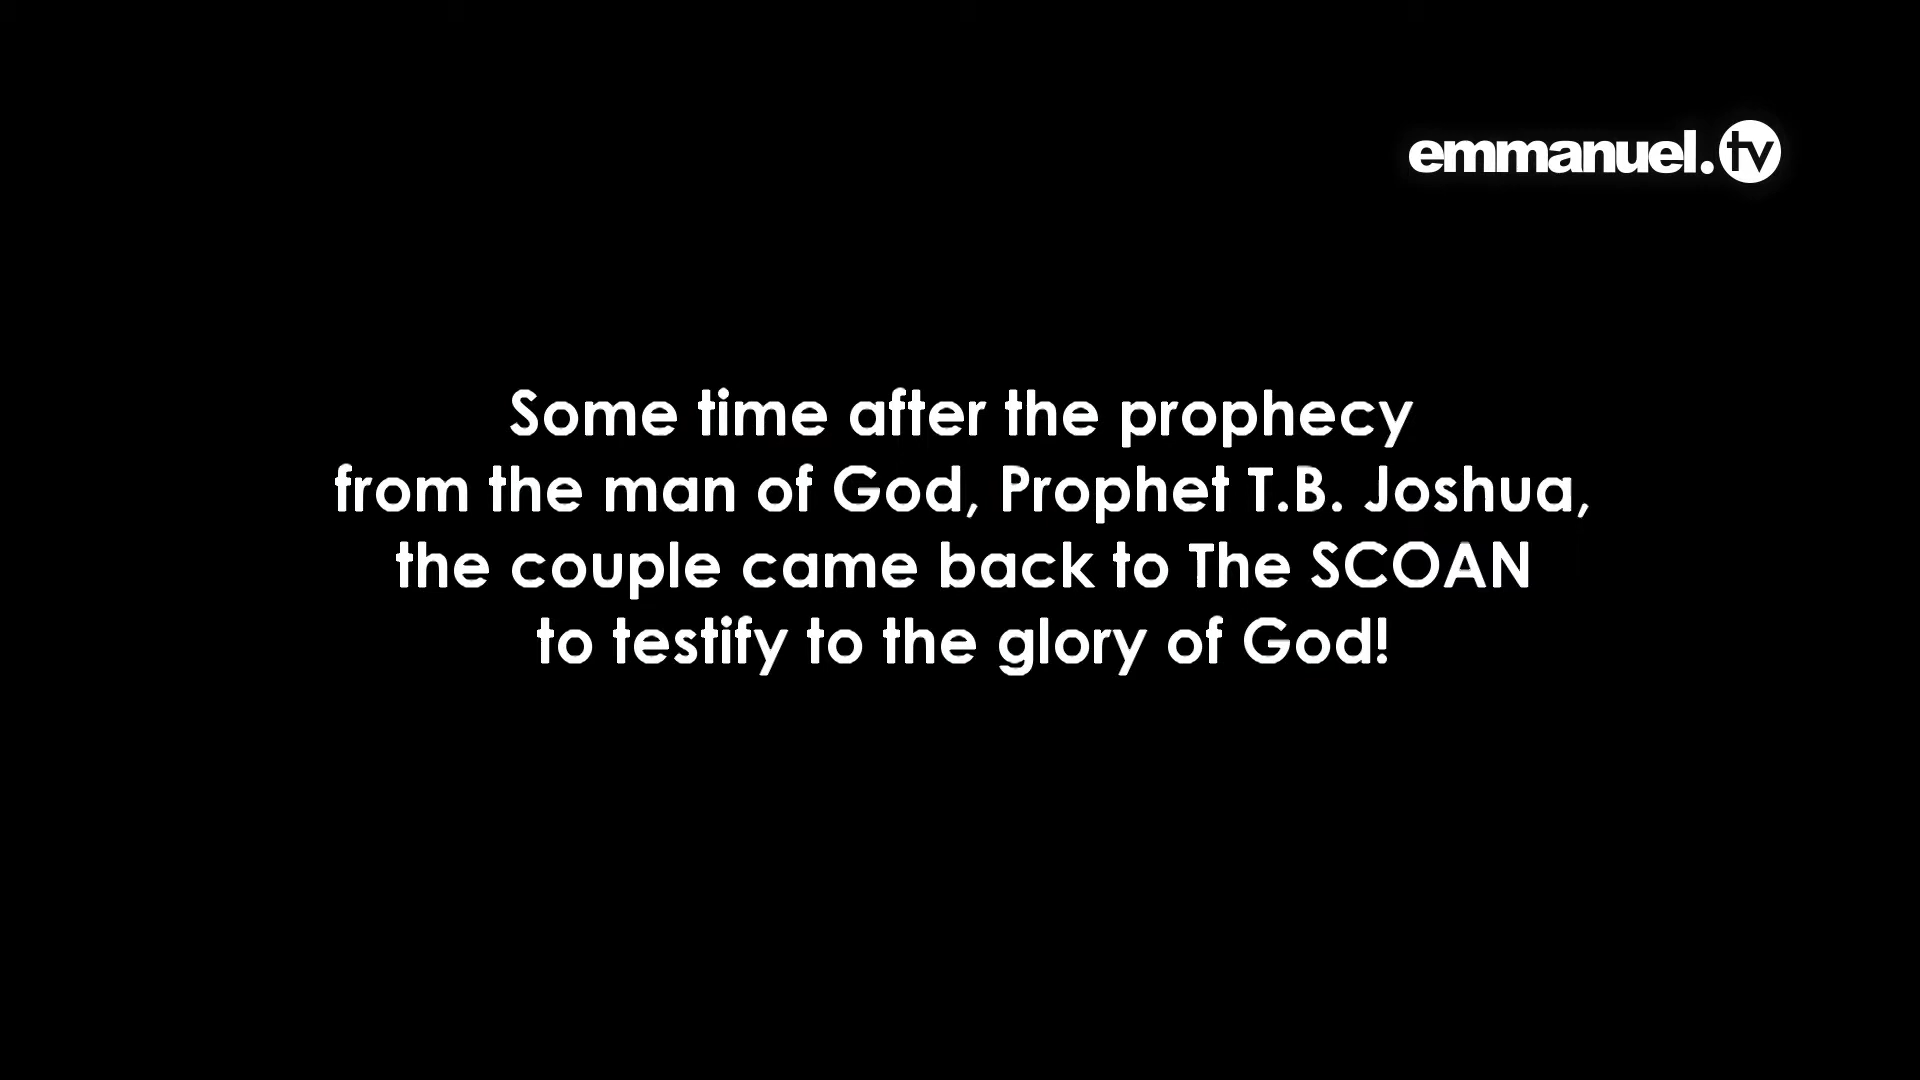 emmanuel.tv
Some time after the prophecy
from the man of God, Prophet T.B. Joshua,
the couple came back to The SCOAN
to testify to the glory of God!